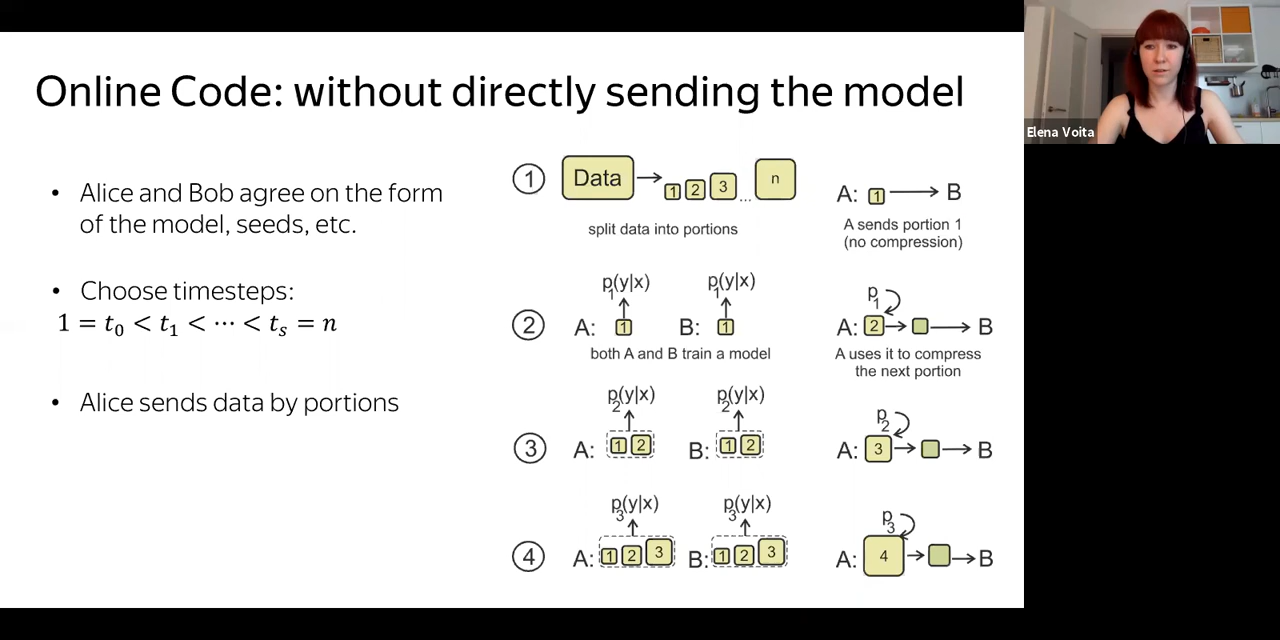 Online Code: without directly sending the model
Elena Voita
• Alice and Bob agree on the form
of the model, seeds, etc.
• Choose timesteps:
1 = t₀ < t₁ < ⋯ < tₛ = n
• Alice sends data by portions
1 Data 1 2 3 ... n
split data into portions
A: 1 B
A sends portion 1
(no compression)
p₁(y|x) p₁(y|x)
2 A: 1 B: 1
both A and B train a model
p₁
A: 2 B
A uses it to compress
the next portion
p₂(y|x) p₂(y|x)
3 A: 1 2 B: 1 2
p₂
A: 3 B
p₃(y|x) p₃(y|x)
4 A: 1 2 3 B: 1 2 3
p₃
A: 4 B